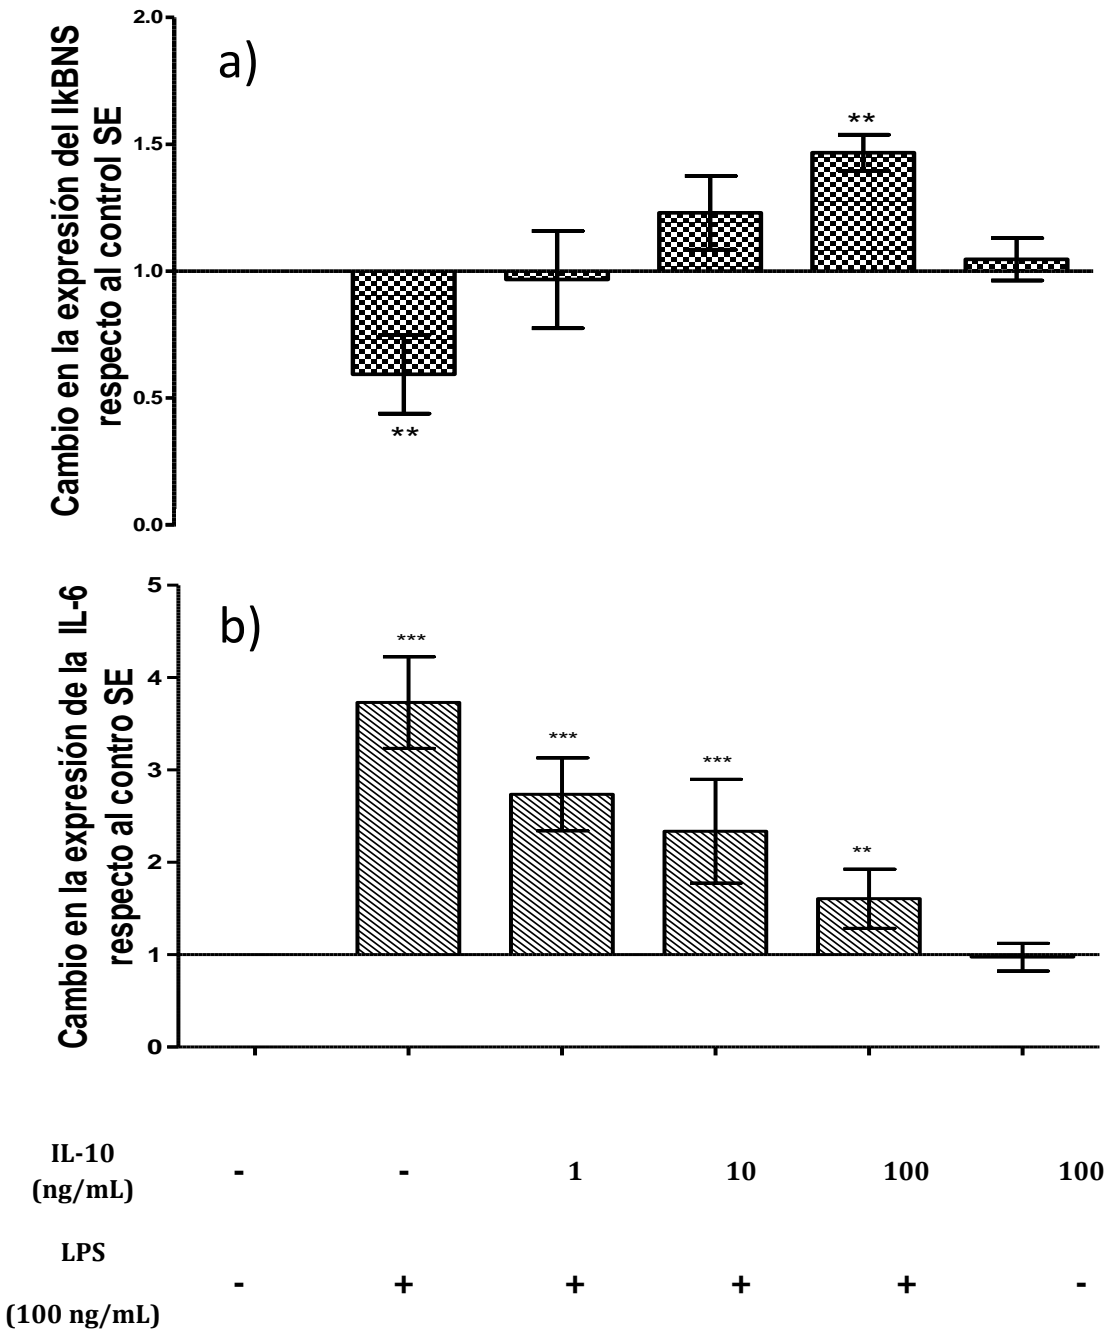 Cambio en la expresión del IkBNS
respecto al control SE
a)
2.0
1.5
1.0
0.5
0.0
**
**
Cambio en la expresión de la IL-6
respecto al contro SE
b)
5
4
3
2
1
0
***
***
***
**
IL-10
(ng/mL)
- - 1 10 100 100
LPS
(100 ng/mL)
- + + + + -